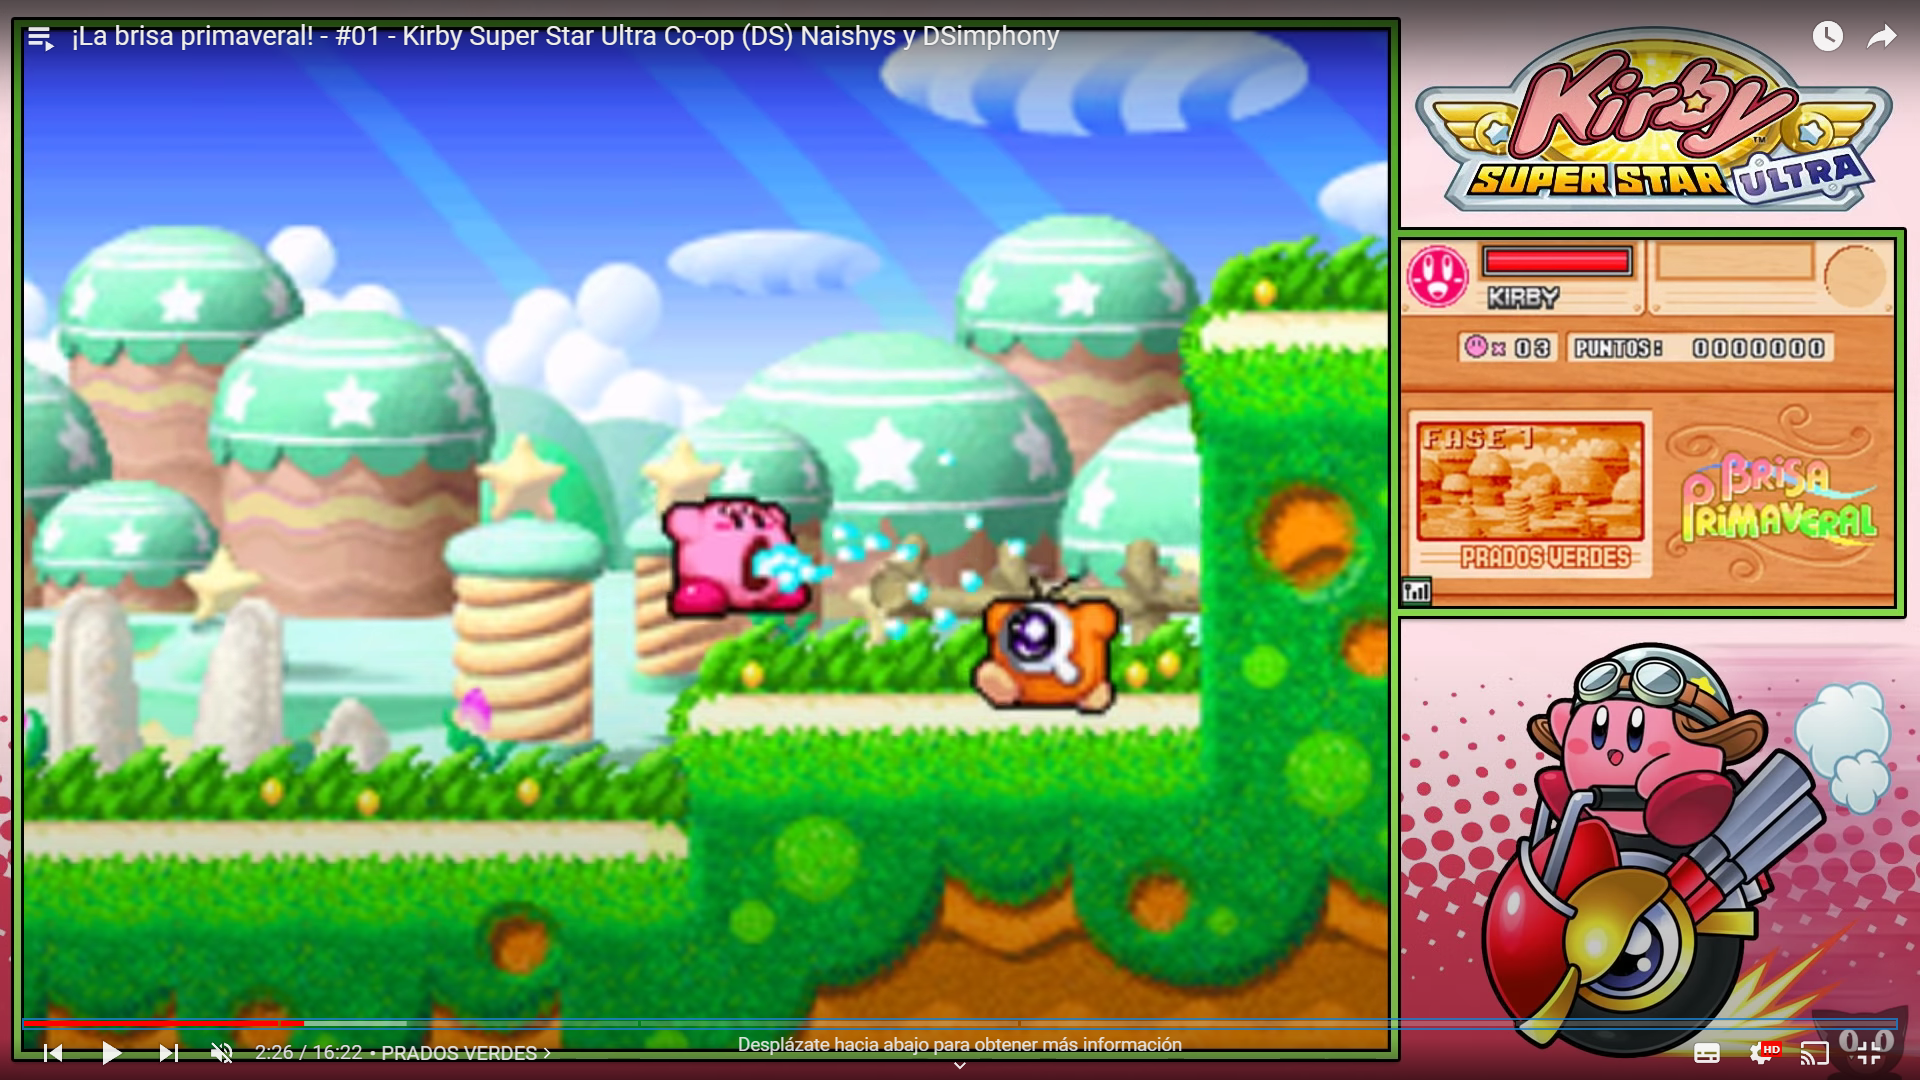 ¡La brisa primaveral! - #01 - Kirby Super Star Ultra Co-op (DS) Naishys y DSimphony
Kirby
TM
SUPER STAR ULTRA
KIRBY
x 03 PUNTOS: 0000000
FASE 1
PRADOS VERDES
BRISA
PRIMAVERAL
Desplázate hacia abajo para obtener más información
2:26 / 16:22 • PRADOS VERDES >
HD